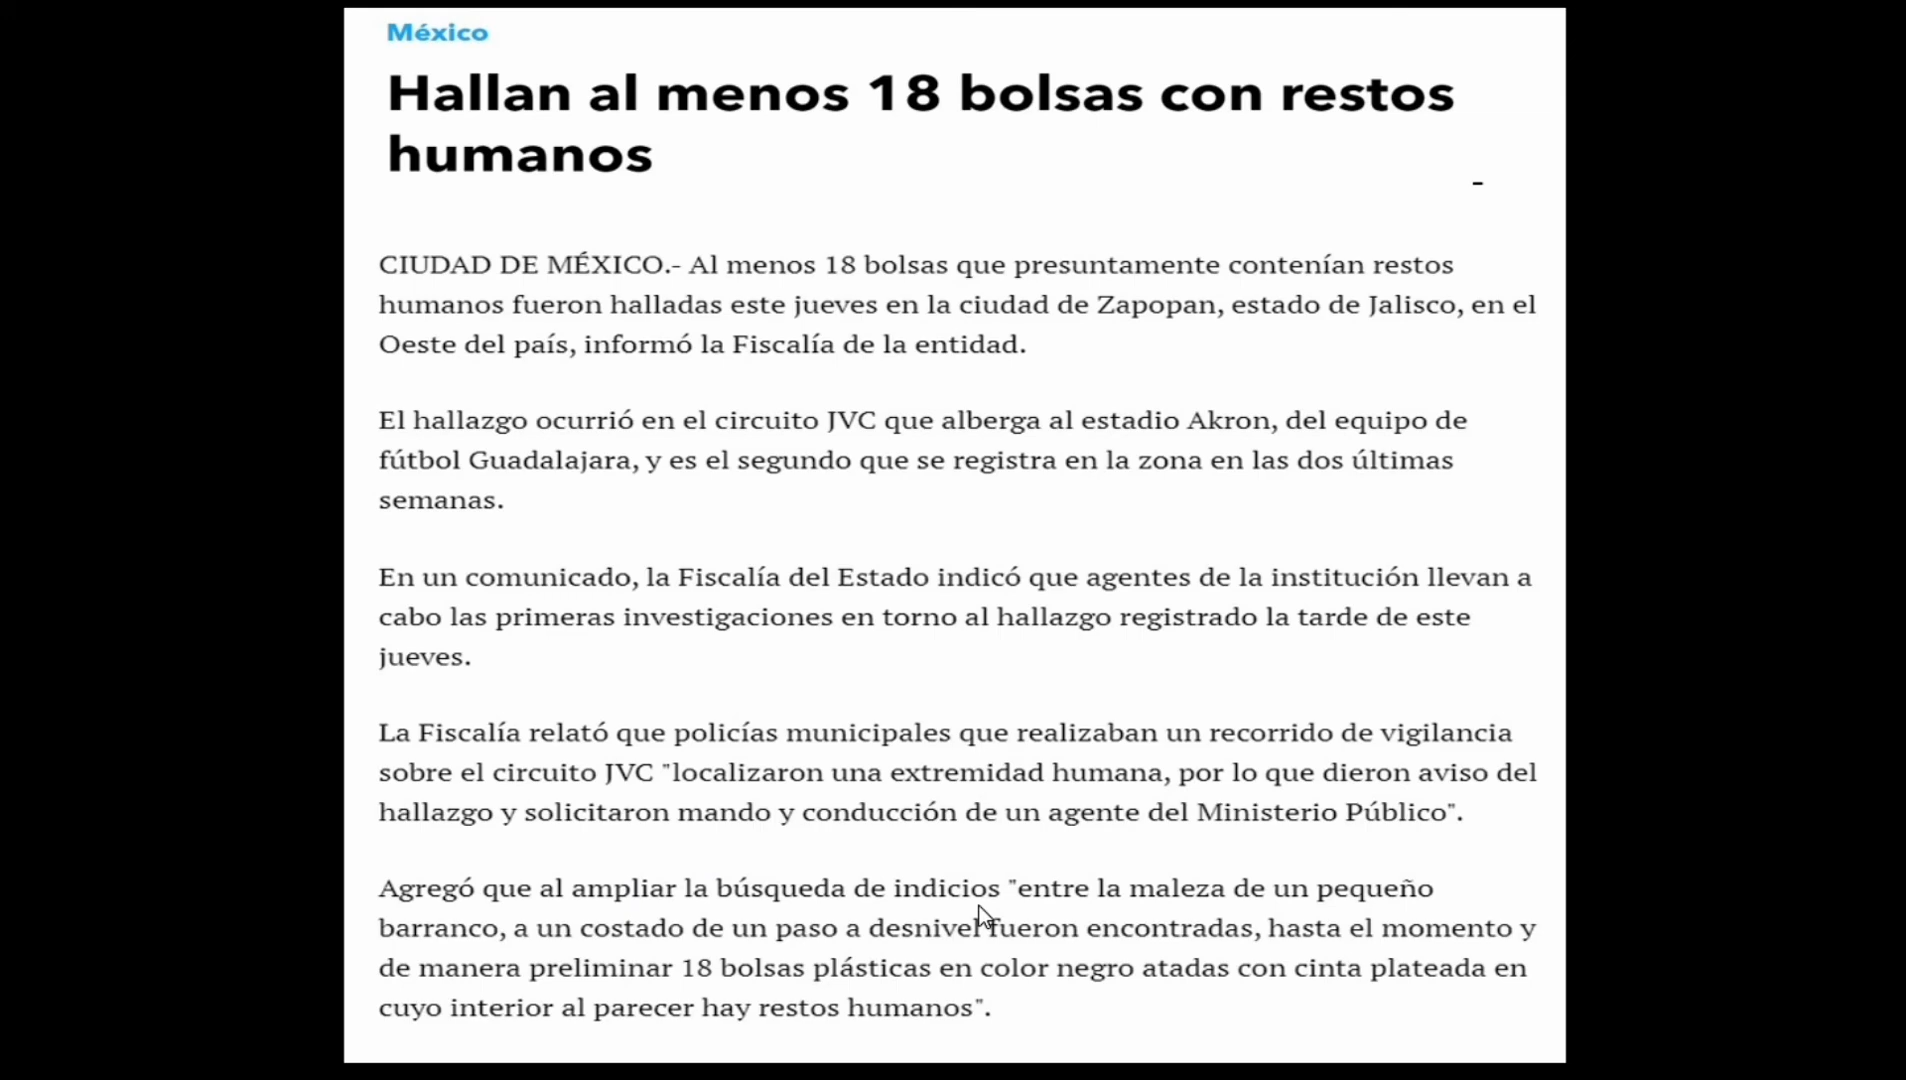 México
Hallan al menos 18 bolsas con restos
humanos
-
CIUDAD DE MÉXICO.- Al menos 18 bolsas que presuntamente contenían restos
humanos fueron halladas este jueves en la ciudad de Zapopan, estado de Jalisco, en el
Oeste del país, informó la Fiscalía de la entidad.
El hallazgo ocurrió en el circuito JVC que alberga al estadio Akron, del equipo de
fútbol Guadalajara, y es el segundo que se registra en la zona en las dos últimas
semanas.
En un comunicado, la Fiscalía del Estado indicó que agentes de la institución llevan a
cabo las primeras investigaciones en torno al hallazgo registrado la tarde de este
jueves.
La Fiscalía relató que policías municipales que realizaban un recorrido de vigilancia
sobre el circuito JVC "localizaron una extremidad humana, por lo que dieron aviso del
hallazgo y solicitaron mando y conducción de un agente del Ministerio Público".
Agregó que al ampliar la búsqueda de indicios "entre la maleza de un pequeño
barranco, a un costado de un paso a desnivel fueron encontradas, hasta el momento y
de manera preliminar 18 bolsas plásticas en color negro atadas con cinta plateada en
cuyo interior al parecer hay restos humanos".